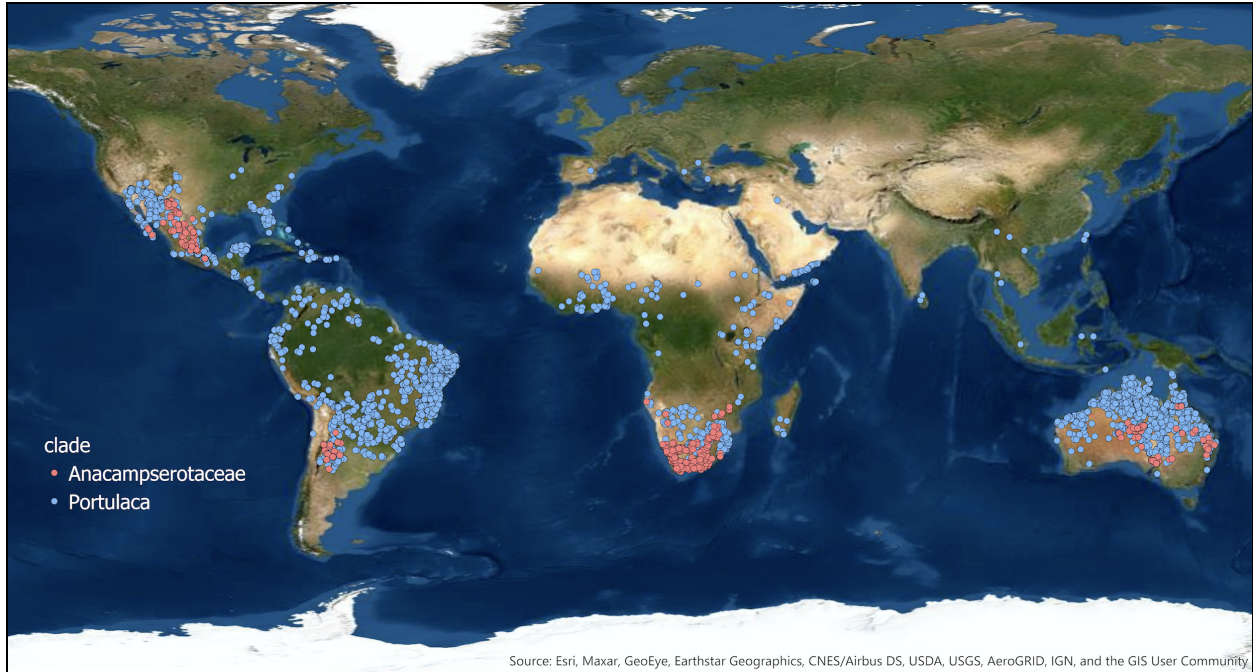 clade
Anacampserotaceae
Portulaca
Source: Esri, Maxar, GeoEye, Earthstar Geographics, CNES/Airbus DS, USDA, USGS, AeroGRID, IGN, and the GIS User Community